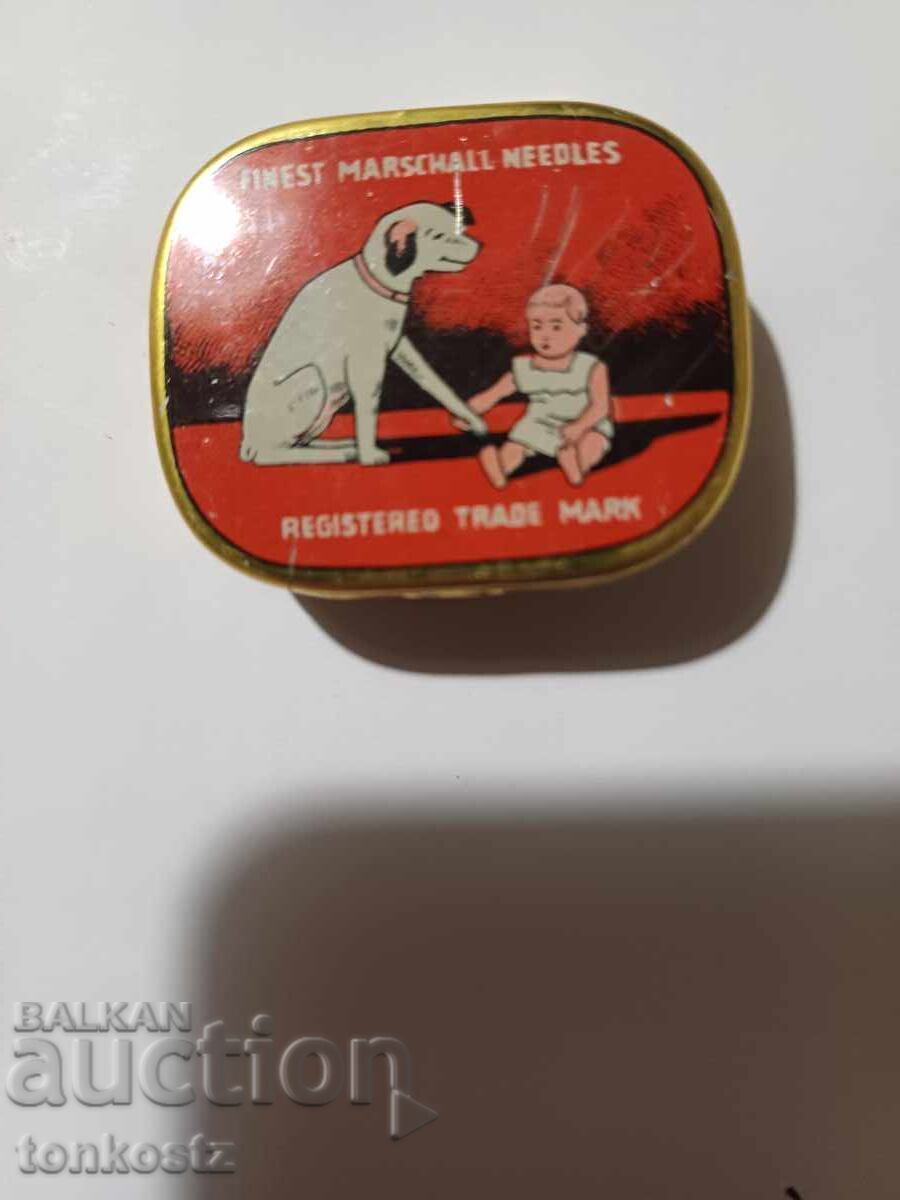 FINEST MARSCHALL NEEDLES
REGISTERED TRADE MARK
BALKAN
auction
tonkostz